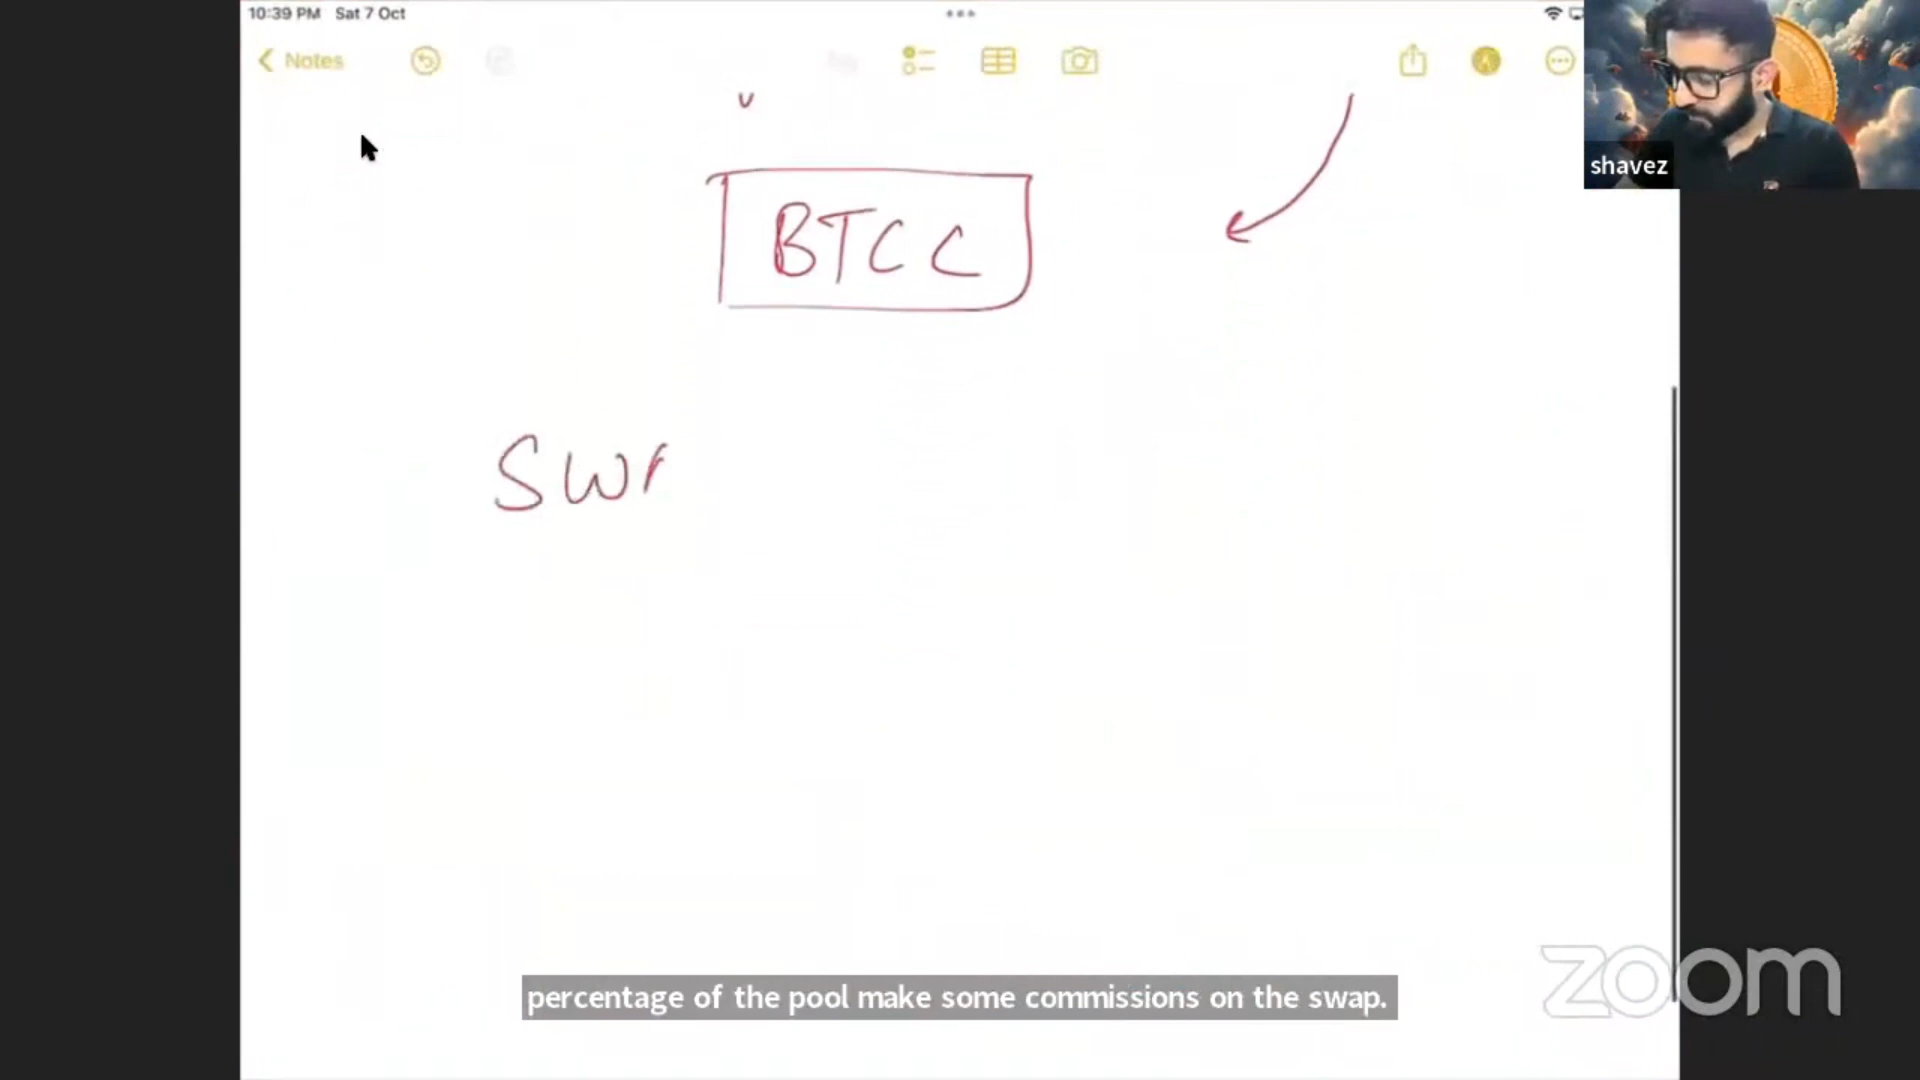 10:39 PM Sat 7 Oct
Notes
shavez
BTCC
SW
percentage of the pool make some commissions on the swap.
zoom